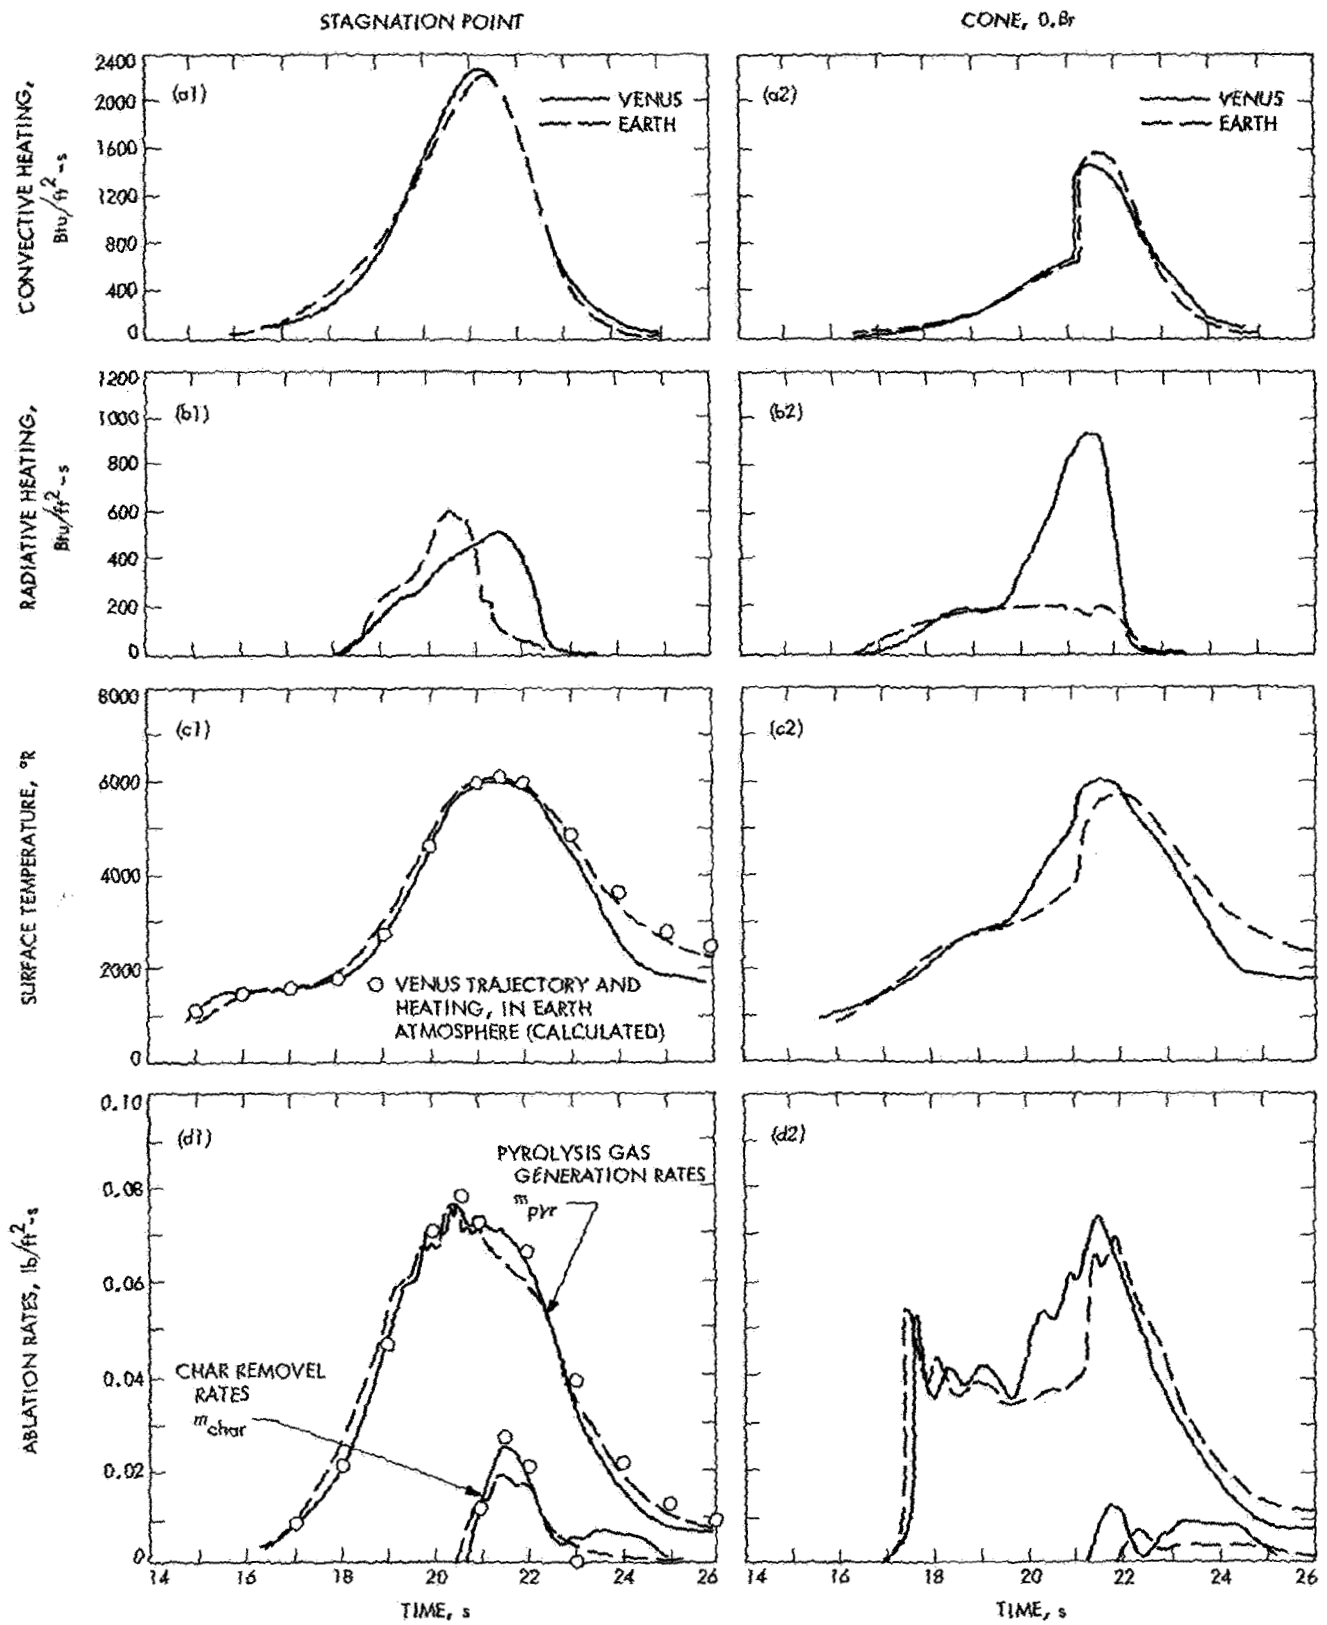 STAGNATION POINT
CONE, 0.8r
CONVECTIVE HEATING,
Btu/ft²-s
2400
2000
1600
1200
800
400
0
(a1)
VENUS
EARTH
(a2)
VENUS
EARTH
RADIATIVE HEATING,
Btu/ft²-s
1200
1000
800
600
400
200
0
(b1)
(b2)
SURFACE TEMPERATURE, °R
8000
6000
4000
2000
0
(c1)
VENUS TRAJECTORY AND
HEATING, IN EARTH
ATMOSPHERE (CALCULATED)
(c2)
ABLATION RATES, lb/ft²-s
0.10
0.08
0.06
0.04
0.02
0
(d1)
PYROLYSIS GAS
GENERATION RATES
m pyr
CHAR REMOVEL
RATES
m char
(d2)
14 16 18 20 22 24 26
14 16 18 20 22 24 26
TIME, s
TIME, s